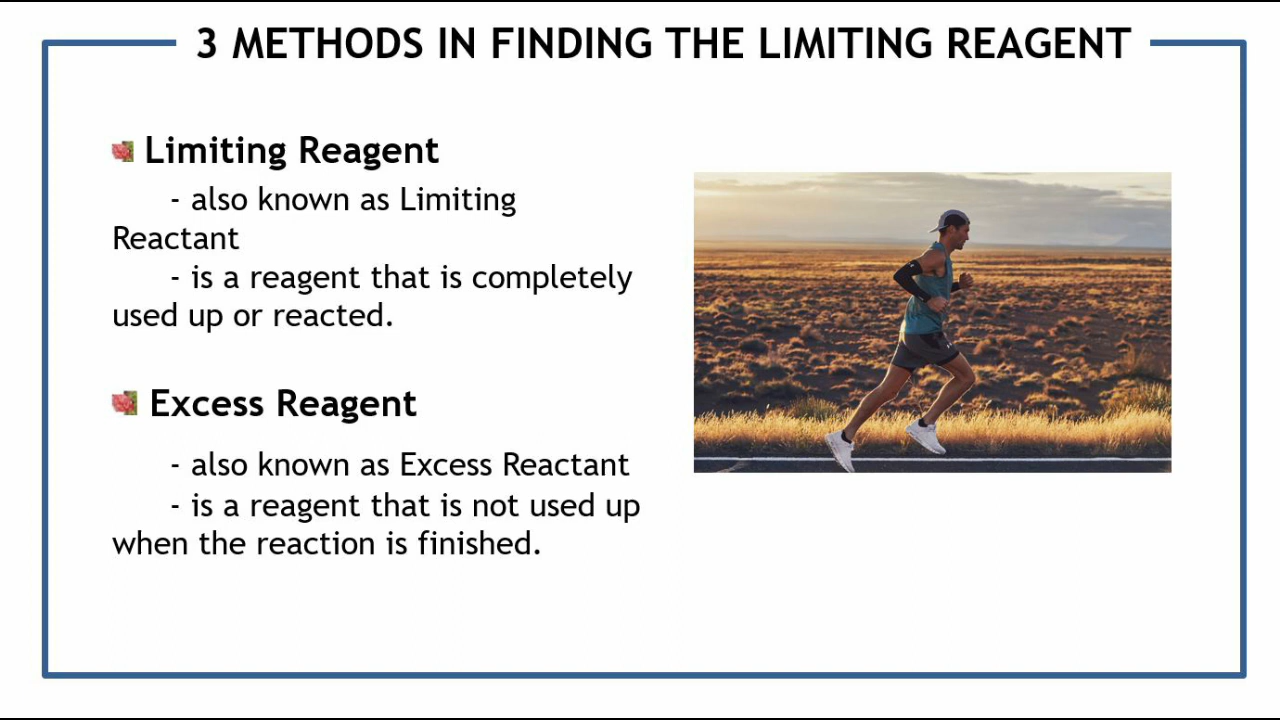 3 METHODS IN FINDING THE LIMITING REAGENT
Limiting Reagent
- also known as Limiting
Reactant
- is a reagent that is completely
used up or reacted.
Excess Reagent
- also known as Excess Reactant
- is a reagent that is not used up
when the reaction is finished.